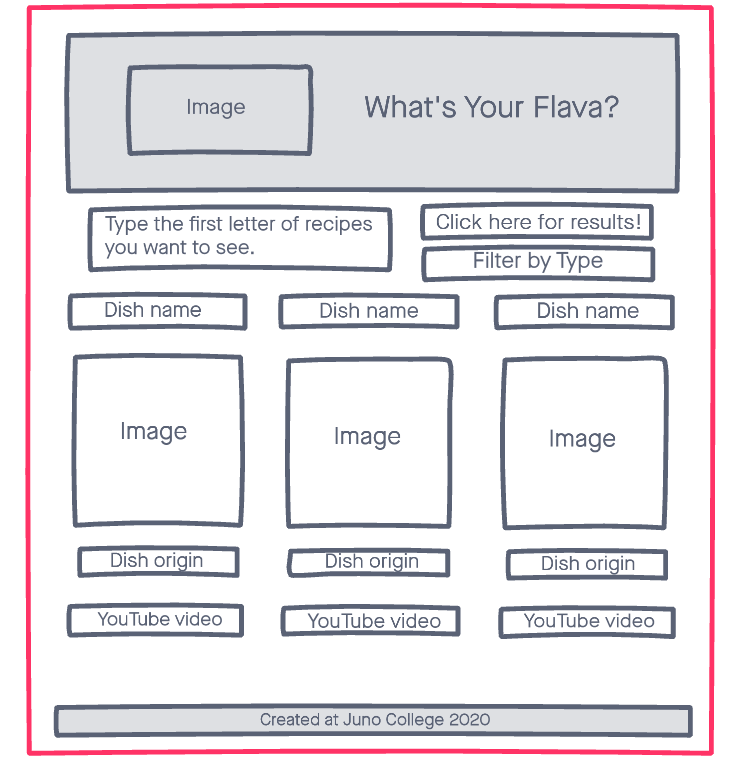 Image
What's Your Flava?
Type the first letter of recipes
you want to see.
Click here for results!
Filter by Type
Dish name
Dish name
Dish name
Image
Image
Image
Dish origin
Dish origin
Dish origin
YouTube video
YouTube video
YouTube video
Created at Juno College 2020